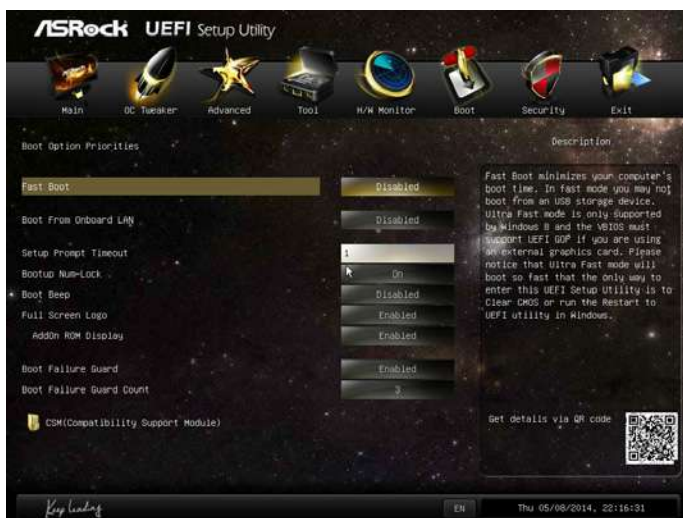 ASRock UEFI Setup Utility
Main OC Tweaker Advanced Tool H/W Monitor Boot Security Exit
Boot Option Priorities
Fast Boot Disabled
Boot From Onboard LAN Disabled
Setup Prompt Timeout 1
Bootup Num-Lock On
Boot Beep Disabled
Full Screen Logo Enabled
AddOn ROM Display Enabled
Boot Failure Guard Enabled
Boot Failure Guard Count 3
CSM(Compatibility Support Module)
Description
Fast Boot minimizes your computer's
boot time. In fast mode you may not
boot from an USB storage device.
Ultra Fast mode is only supported
by Windows 8 and the VBIOS must
support UEFI GOP if you are using
an external graphics card. Please
notice that Ultra Fast mode will
boot so fast that the only way to
enter this UEFI Setup Utility is to
Clear CMOS or run the Restart to
UEFI utility in Windows.
Get details via QR code
Keep Leading
EN
Thu 05/08/2014, 22:16:31